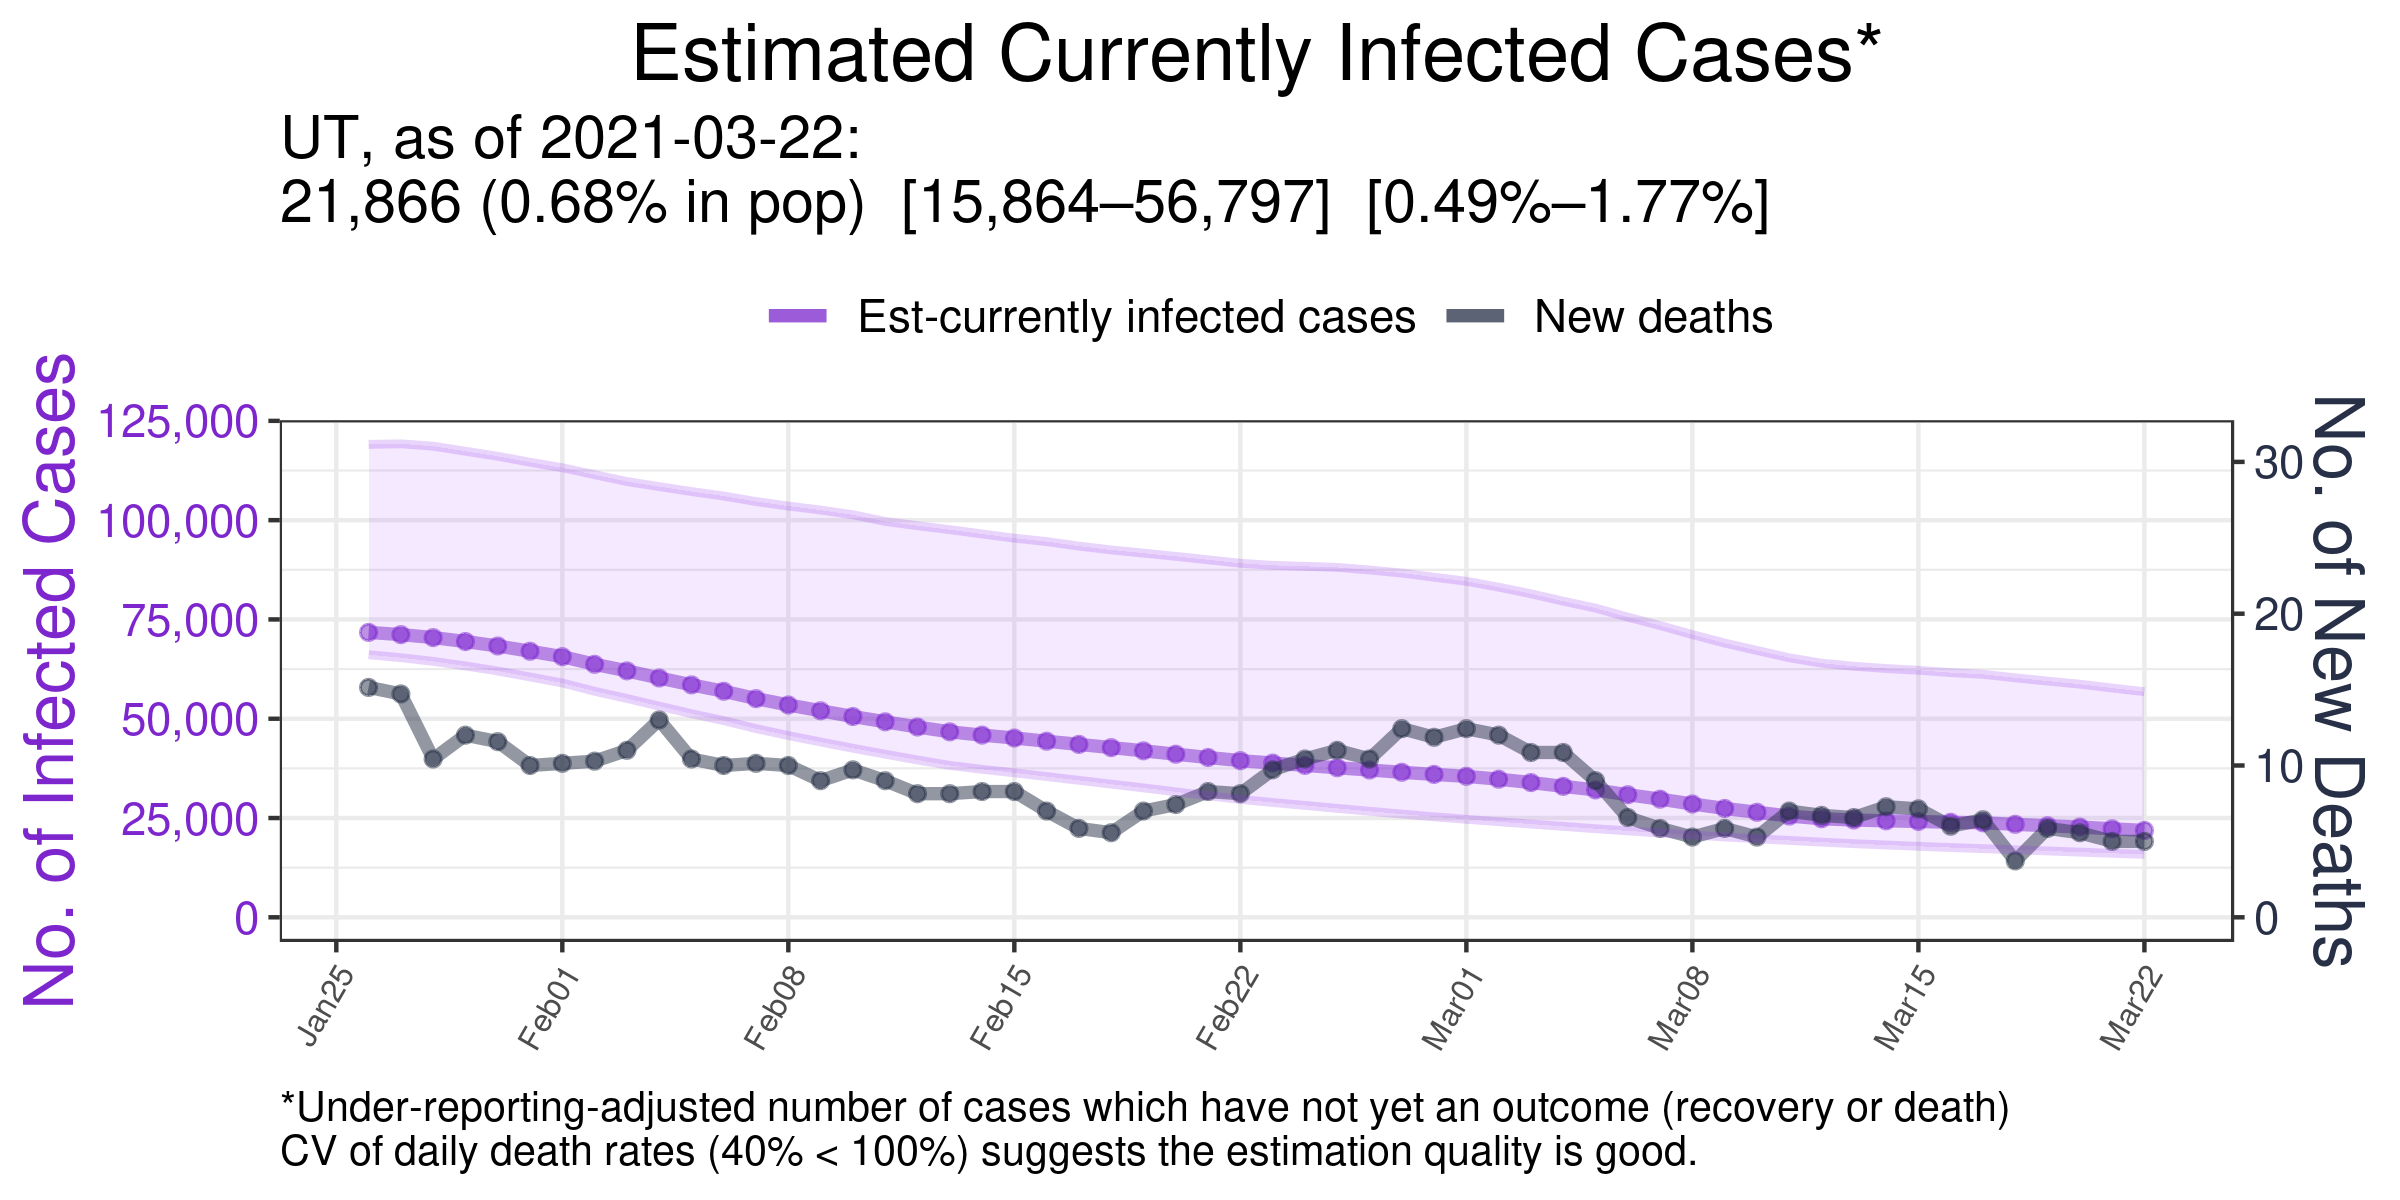 Estimated Currently Infected Cases*
UT, as of 2021-03-22:
21,866 (0.68% in pop)  [15,864–56,797]  [0.49%–1.77%]
Est-currently infected cases
New deaths
No. of Infected Cases
125,000
100,000
75,000
50,000
25,000
0
30
20
10
0
No. of New Deaths
Jan25
Feb01
Feb08
Feb15
Feb22
Mar01
Mar08
Mar15
Mar22
*Under-reporting-adjusted number of cases which have not yet an outcome (recovery or death)
CV of daily death rates (40% < 100%) suggests the estimation quality is good.